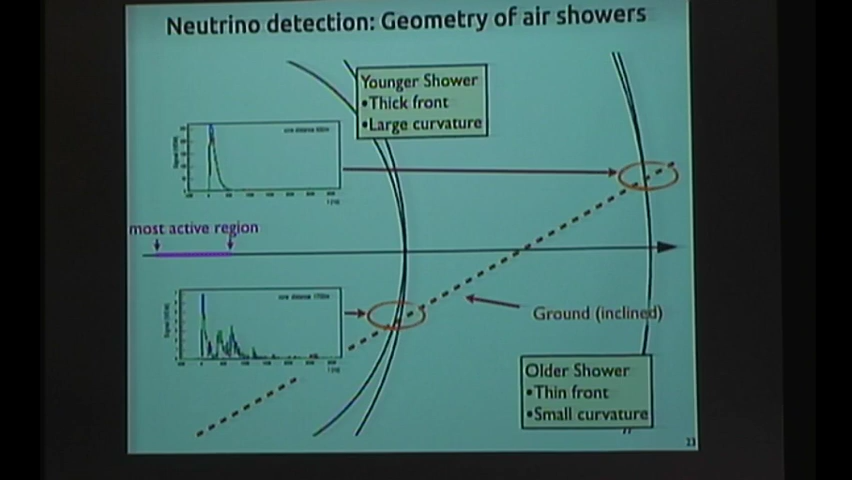 Neutrino detection: Geometry of air showers
Younger Shower
•Thick front
•Large curvature
most active region
Ground (inclined)
Older Shower
•Thin front
•Small curvature